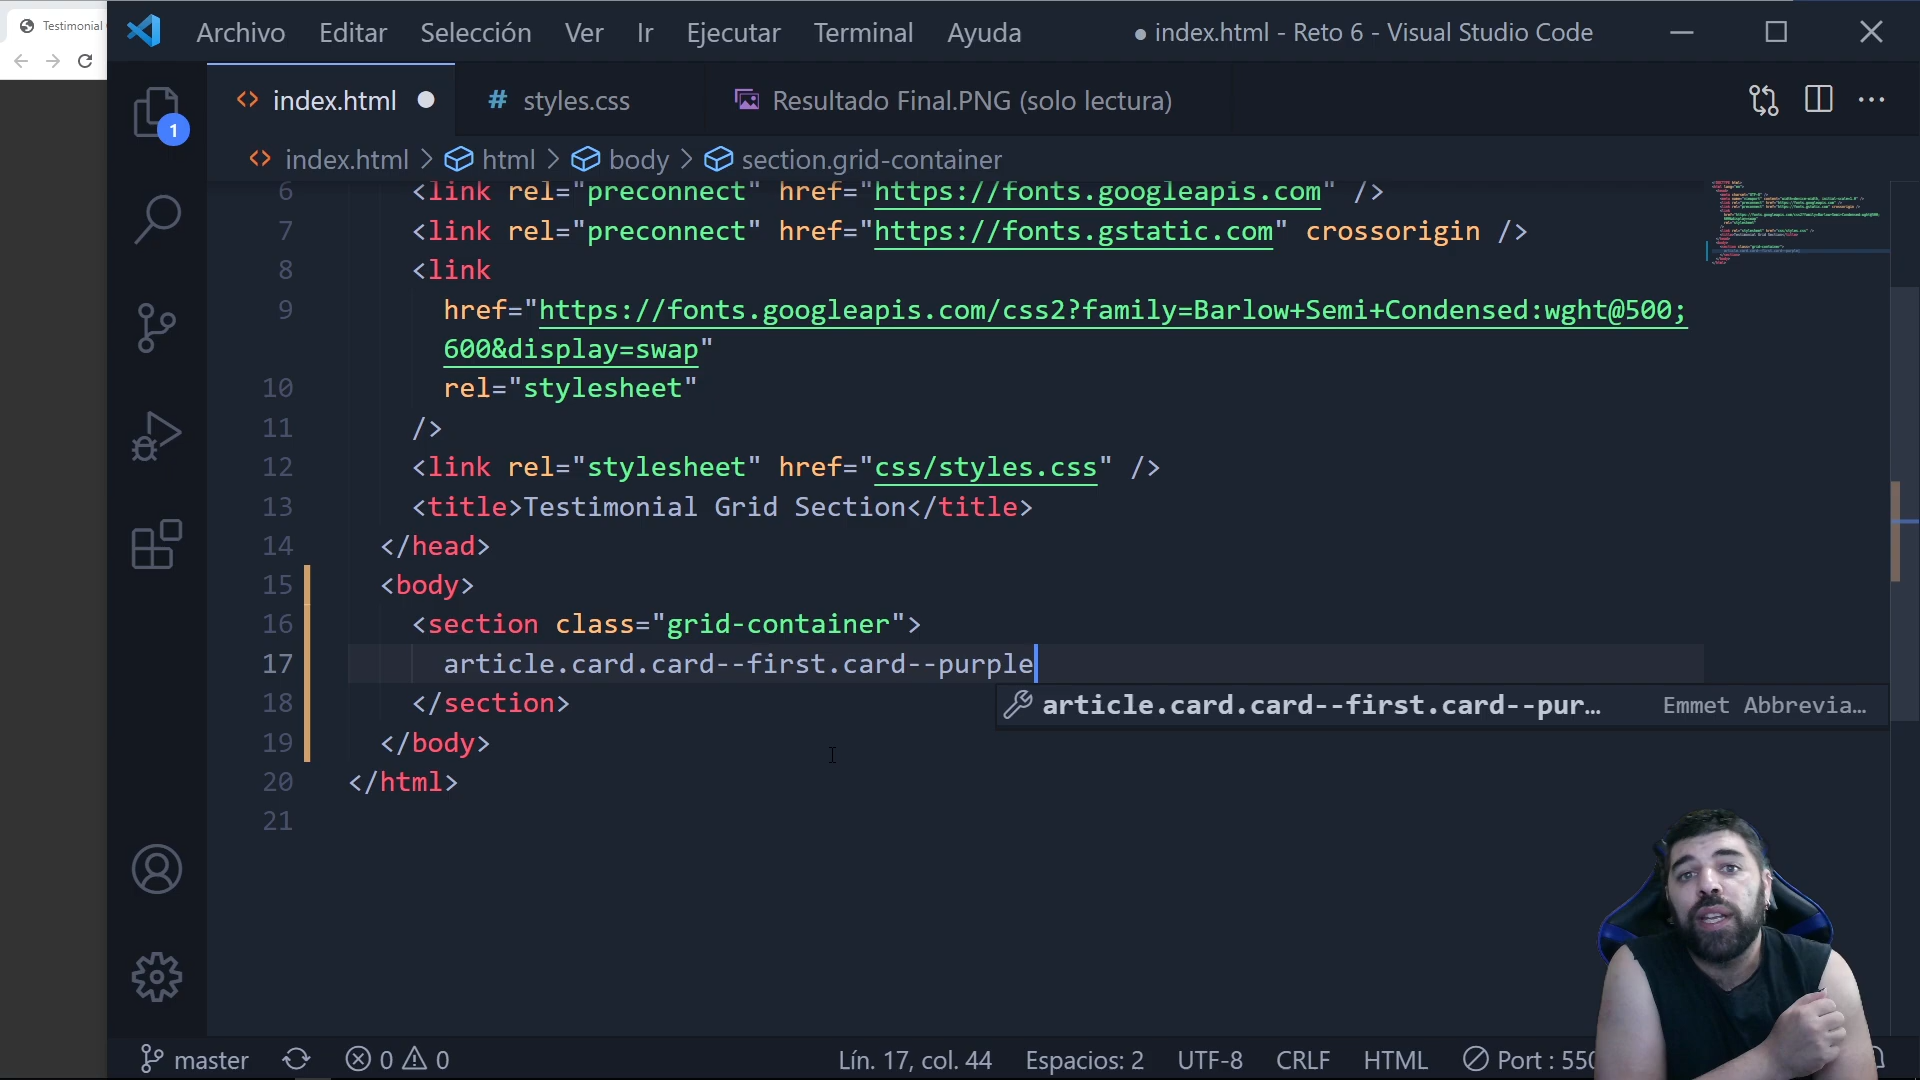 Testimonial
Archivo Editar Selección Ver Ir Ejecutar Terminal Ayuda
● index.html - Reto 6 - Visual Studio Code
index.html ●
# styles.css
Resultado Final.PNG (solo lectura)
1
index.html > html > body > section.grid-container
6 <link rel="preconnect" href="https://fonts.googleapis.com" />
7 <link rel="preconnect" href="https://fonts.gstatic.com" crossorigin />
8 <link
9 href="https://fonts.googleapis.com/css2?family=Barlow+Semi+Condensed:wght@500;
600&display=swap"
10 rel="stylesheet"
11 />
12 <link rel="stylesheet" href="css/styles.css" />
13 <title>Testimonial Grid Section</title>
14 </head>
15 <body>
16 <section class="grid-container">
17 article.card.card--first.card--purple
article.card.card--first.card--pur… Emmet Abbrevia…
18 </section>
19 </body>
20 </html>
21
master 0 0 Lín. 17, col. 44 Espacios: 2 UTF-8 CRLF HTML Port : 550